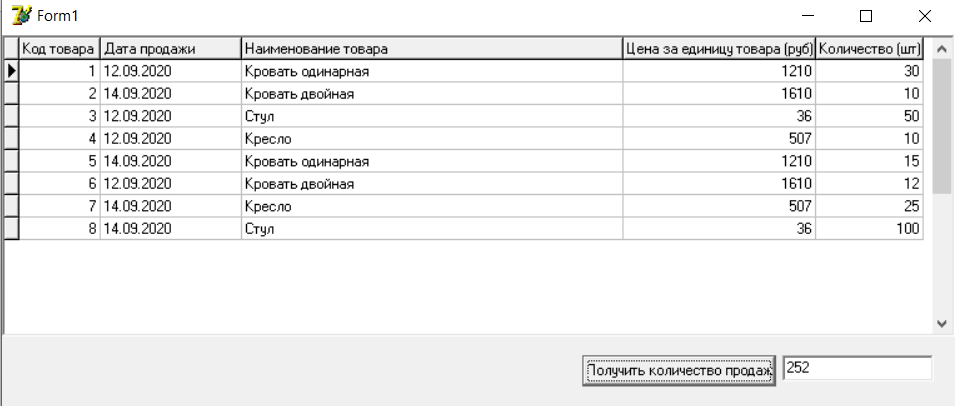 Form1
Код товара Дата продажи Наименование товара Цена за единицу товара (руб) Количество (шт)
1 12.09.2020 Кровать одинарная 1210 30
2 14.09.2020 Кровать двойная 1610 10
3 12.09.2020 Стул 36 50
4 12.09.2020 Кресло 507 10
5 14.09.2020 Кровать одинарная 1210 15
6 12.09.2020 Кровать двойная 1610 12
7 14.09.2020 Кресло 507 25
8 14.09.2020 Стул 36 100
Получить количество продаж 252